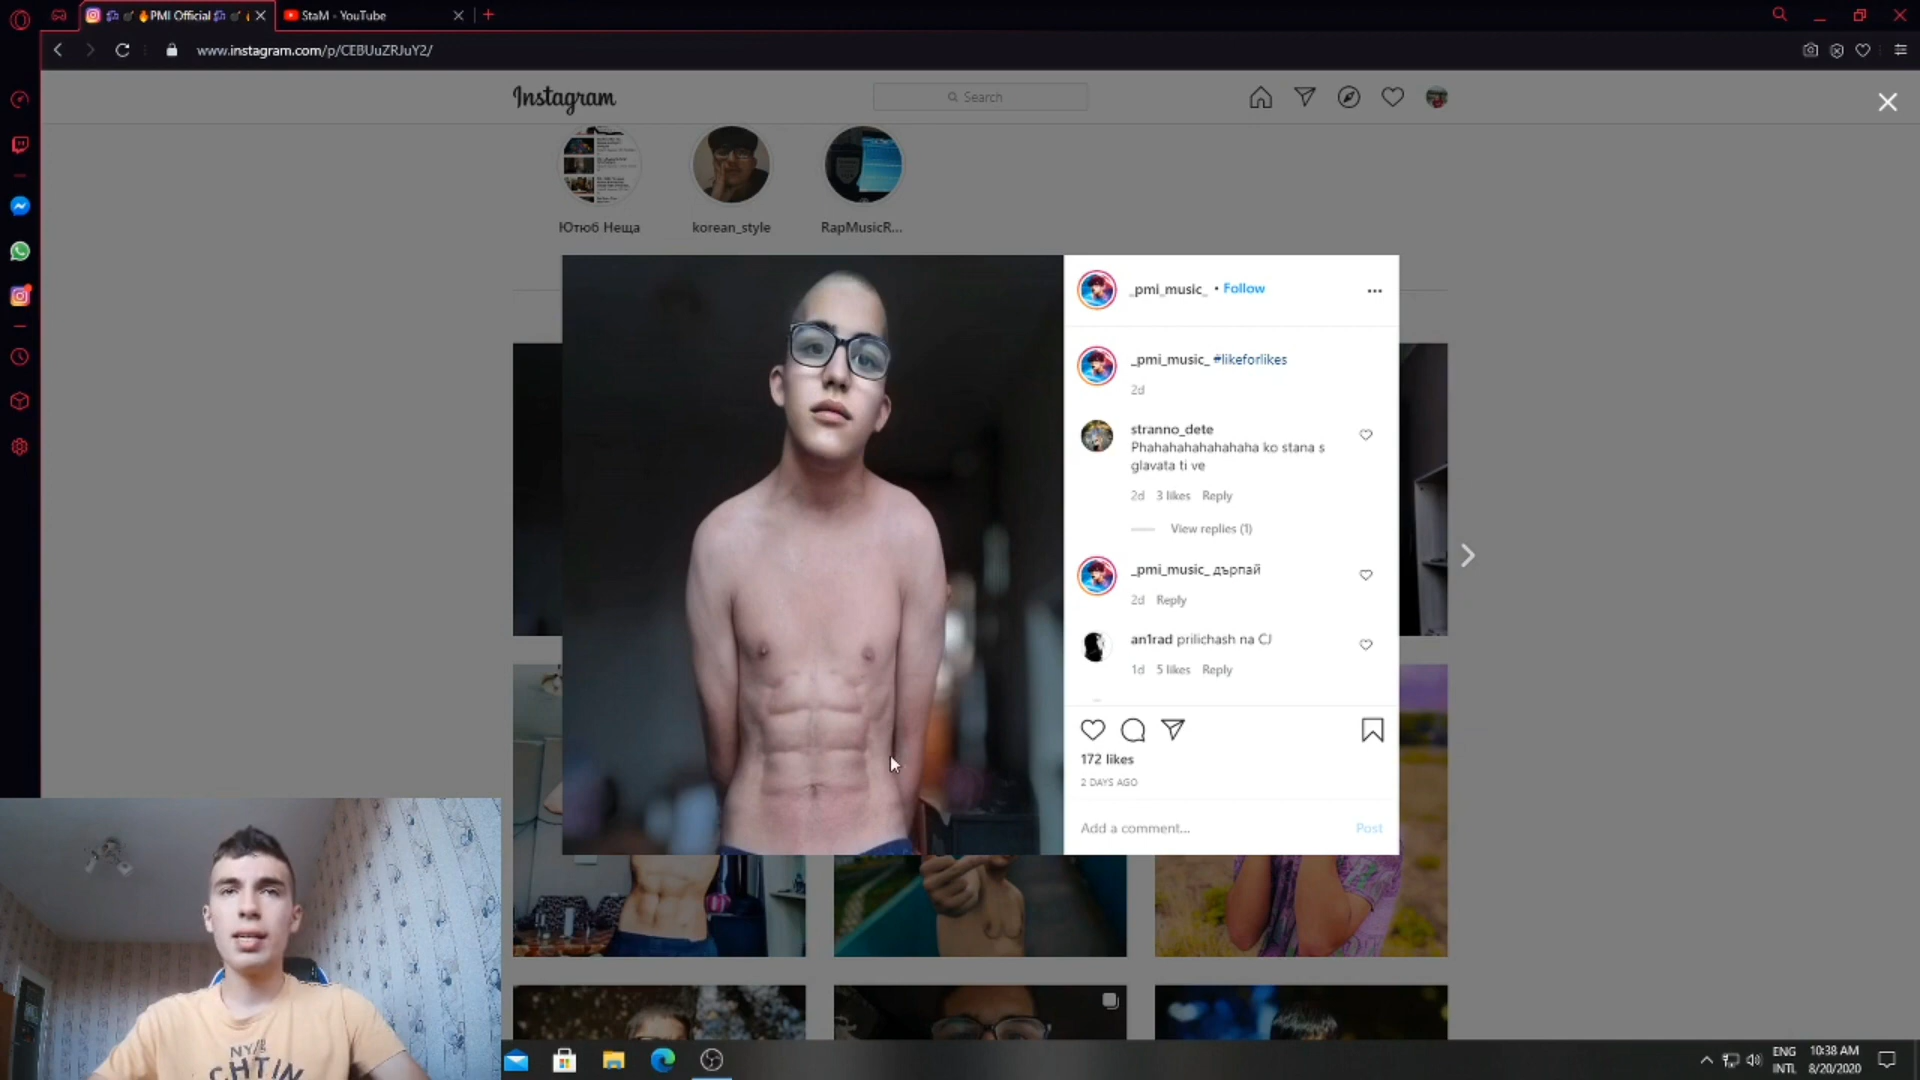 PMI Official
StaM - YouTube
www.instagram.com/p/CEBUuZRJuY2/
Instagram
Search
Ютюб Неща
korean_style
RapMusicR...
_pmi_music_ • Follow
_pmi_music_ #likeforlikes
2d
stranno_dete
Phahahahahahahaha ko stana s
glavata ti ve
2d 3 likes Reply
View replies (1)
_pmi_music_ дърпай
2d Reply
an1rad prilichash na CJ
1d 5 likes Reply
172 likes
2 DAYS AGO
Add a comment...
Post
ENG
INTL
10:38 AM
8/20/2020